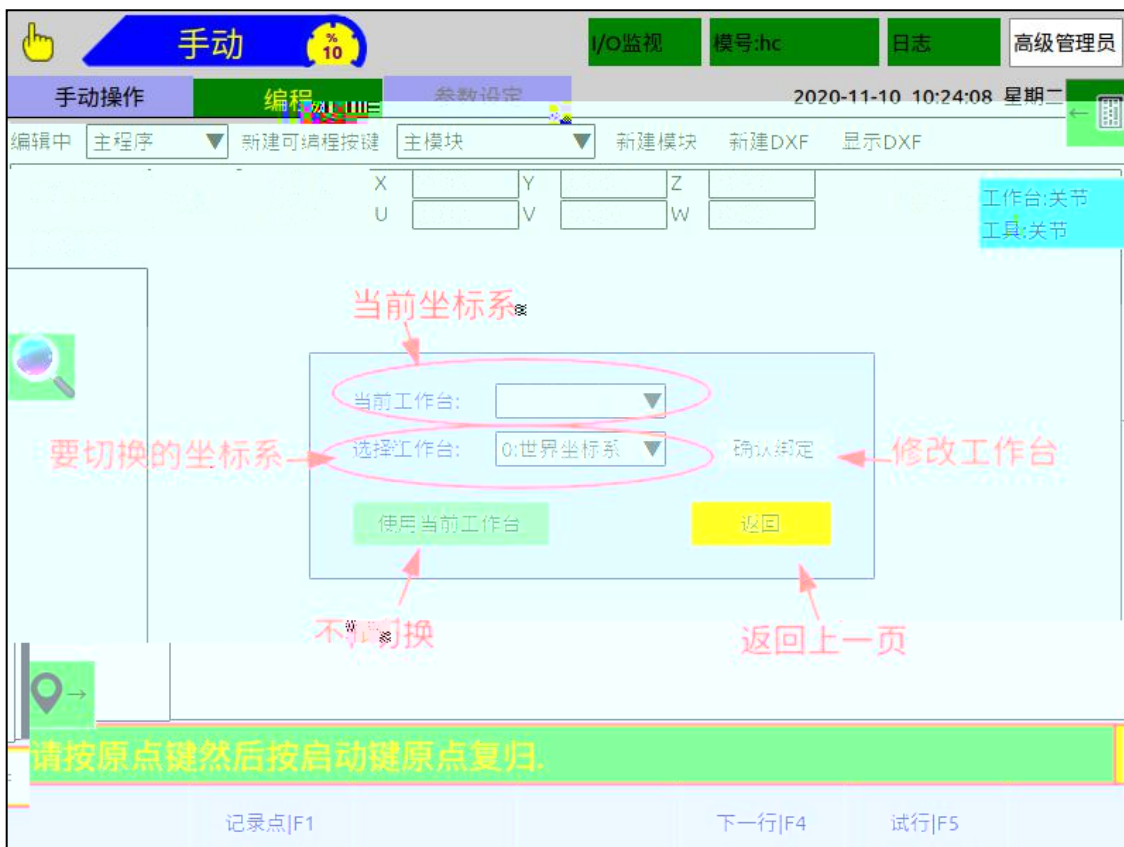 手动 % 10 I/O监视 模号:hc 日志 高级管理员
手动操作 编程 参数设定 2020-11-10 10:24:08 星期二
编辑中 主程序 新建可编程按键 主模块 新建模块 新建DXF 显示DXF
X Y Z
U V W
工作台:关节
工具:关节
当前坐标系
当前工作台:
要切换的坐标系 选择工作台: 0:世界坐标系 确认绑定 修改工作台
使用当前工作台 返回
切换 返回上一页
请按原点键然后按启动键原点复归.
记录点|F1 下一行|F4 试行|F5